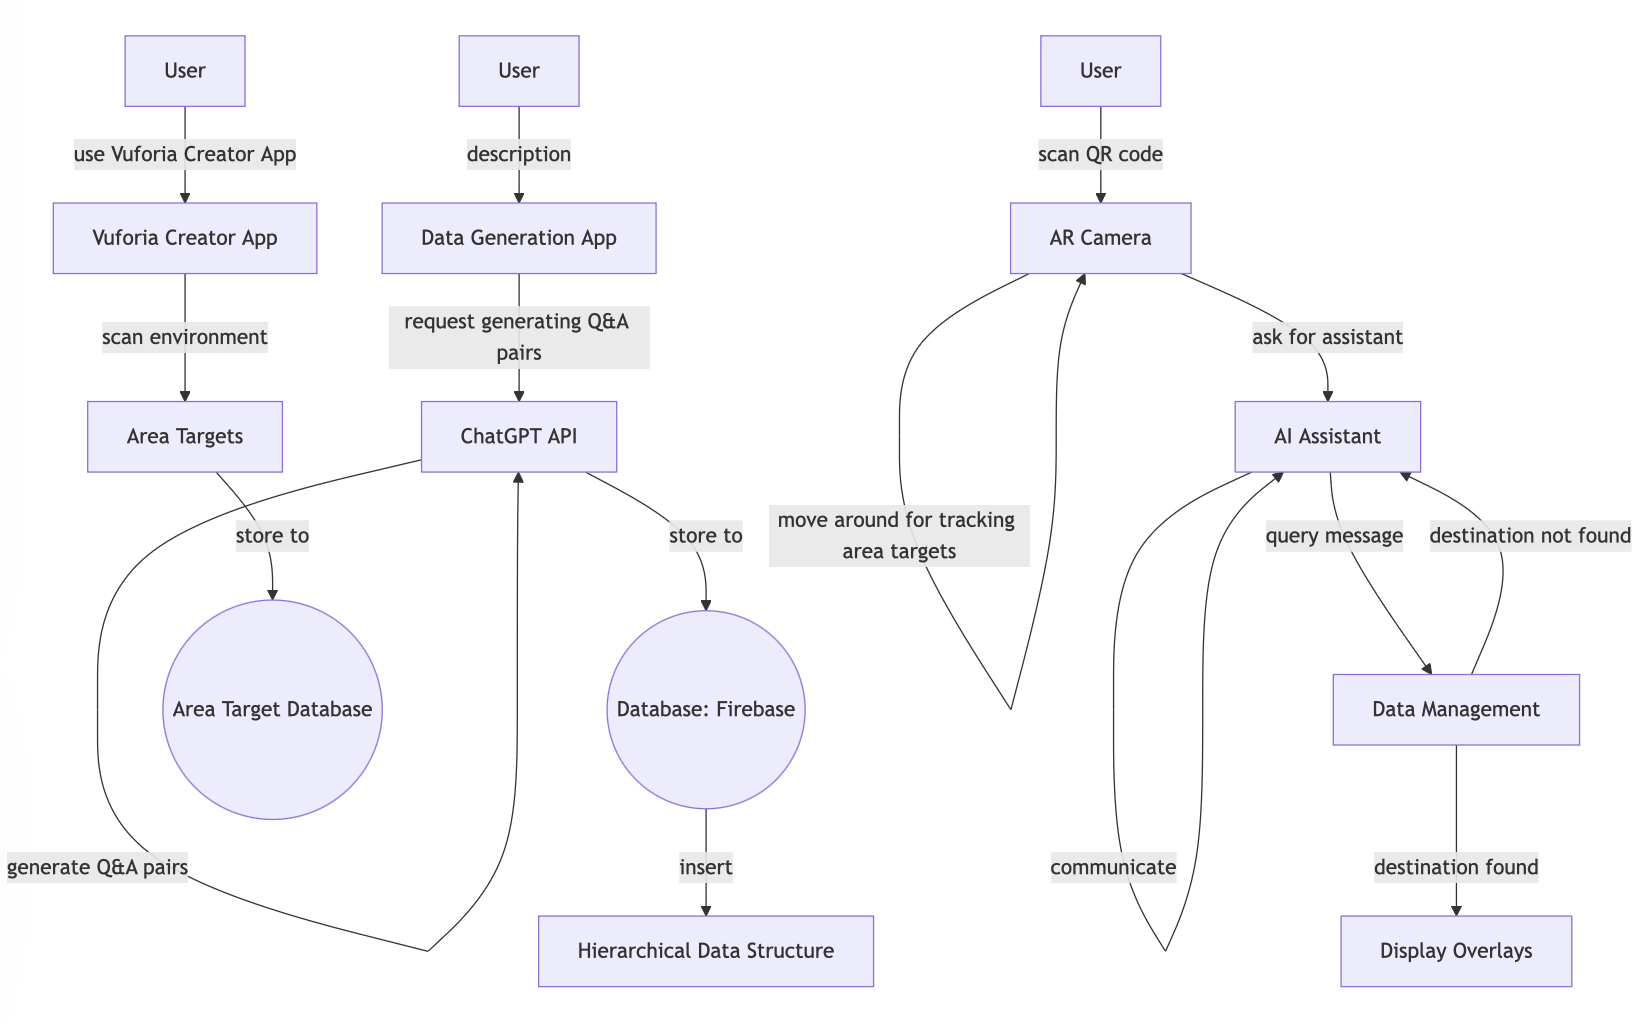 User
User
User
use Vuforia Creator App
description
scan QR code
Vuforia Creator App
Data Generation App
AR Camera
scan environment
request generating Q&A
pairs
ask for assistant
Area Targets
ChatGPT API
AI Assistant
store to
store to
move around for tracking
area targets
query message
destination not found
Area Target Database
Database: Firebase
Data Management
generate Q&A pairs
insert
communicate
destination found
Hierarchical Data Structure
Display Overlays